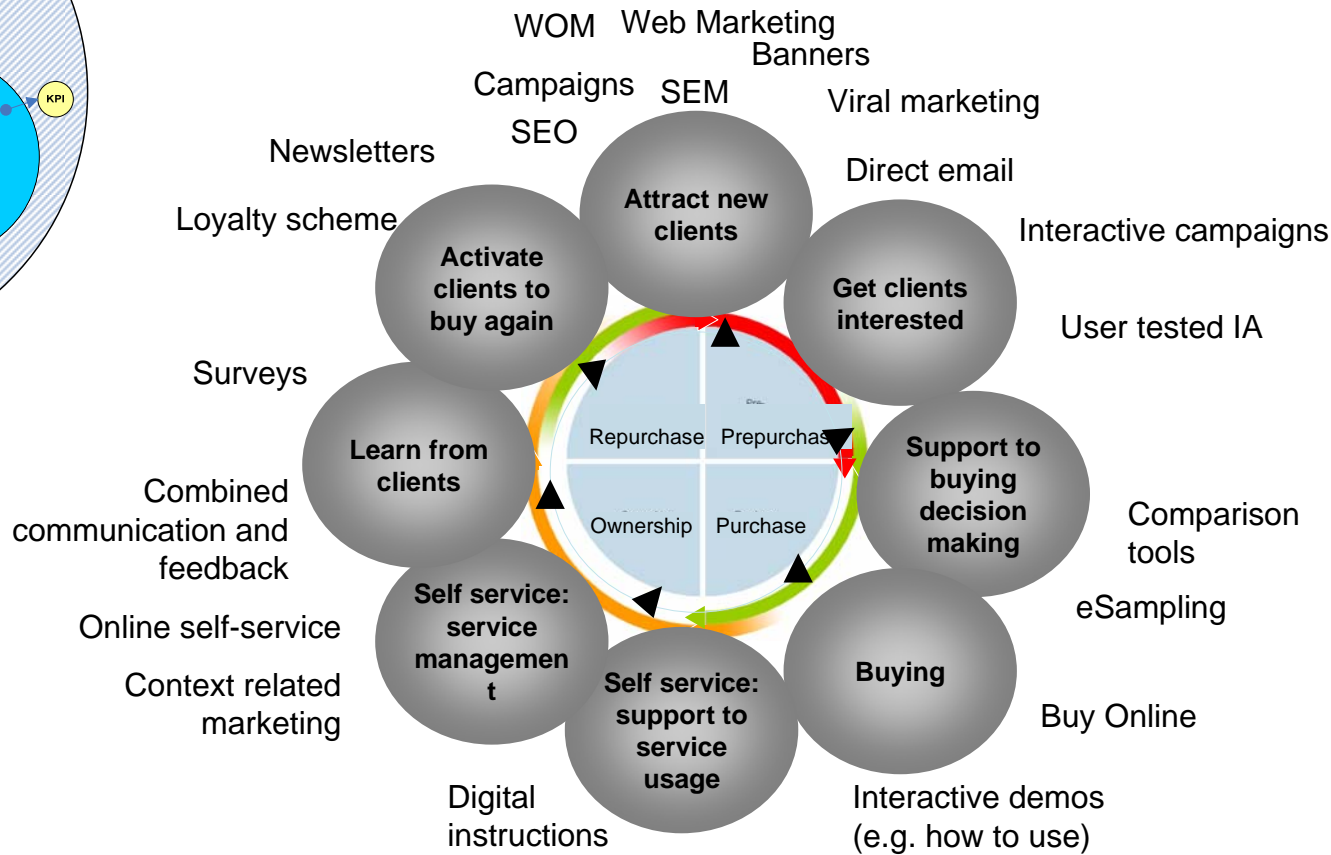 WOM
Web Marketing
Banners
KPI
Campaigns
SEM
Viral marketing
SEO
Newsletters
Direct email
Loyalty scheme
Attract new
clients
Interactive campaigns
Activate
clients to
buy again
Get clients
interested
User tested IA
Surveys
Repurchase
Prepurchase
Learn from
clients
Support to
buying
decision
making
Combined
communication and
feedback
Ownership
Purchase
Comparison
tools
Self service:
service
managemen
t
eSampling
Online self-service
Context related
marketing
Buying
Self service:
support to
service
usage
Buy Online
Digital
instructions
Interactive demos
(e.g. how to use)